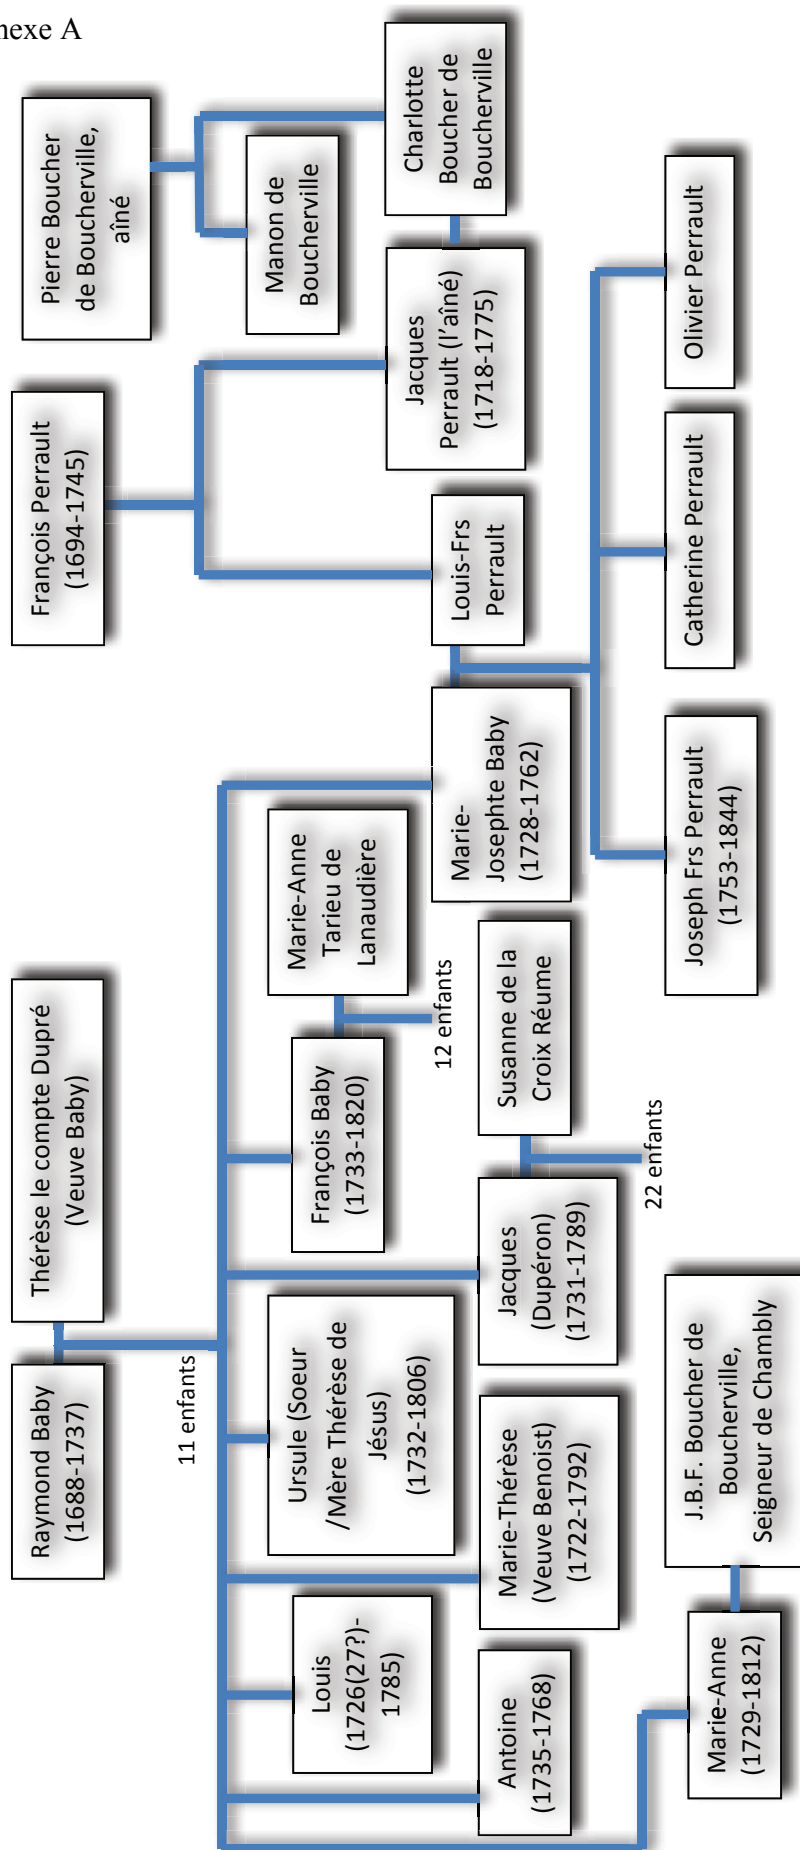 nexe A
Raymond Baby
(1688-1737)
Thérèse le compte Dupré
(Veuve Baby)
François Perrault
(1694-1745)
Pierre Boucher
de Boucherville,
aîné
11 enfants
Louis
(1726(27?)-
1785)
Ursule (Soeur
/Mère Thérèse de
Jésus)
(1732-1806)
François Baby
(1733-1820)
Marie-Anne
Tarieu de
Lanaudière
12 enfants
Manon de
Boucherville
Antoine
(1735-1768)
Marie-Thérèse
(Veuve Benoist)
(1722-1792)
Jacques
(Dupéron)
(1731-1789)
Susanne de la
Croix Réume
22 enfants
Marie-
Josephte Baby
(1728-1762)
Louis-Frs
Perrault
Jacques
Perrault (l’aîné)
(1718-1775)
Charlotte
Boucher de
Boucherville
Marie-Anne
(1729-1812)
J.B.F. Boucher de
Boucherville,
Seigneur de Chambly
Joseph Frs Perrault
(1753-1844)
Catherine Perrault
Olivier Perrault